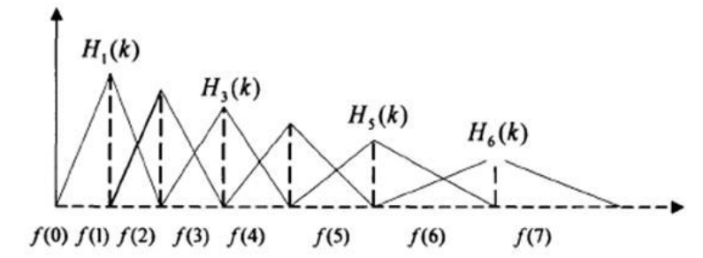 H₁(k)
H₃(k)
H₅(k)
H₆(k)
f(0) f(1) f(2) f(3) f(4) f(5) f(6) f(7)